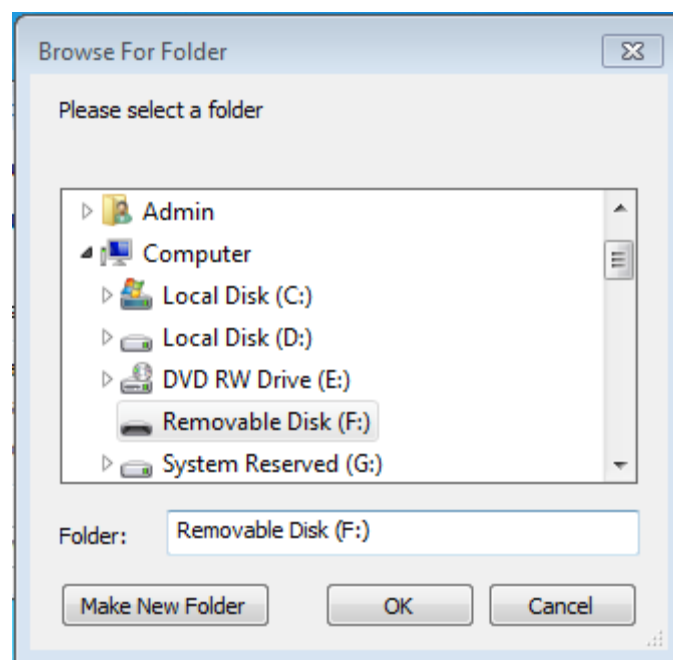 Browse For Folder
Please select a folder
Admin
Computer
Local Disk (C:)
Local Disk (D:)
DVD RW Drive (E:)
Removable Disk (F:)
System Reserved (G:)
Folder: Removable Disk (F:)
Make New Folder OK Cancel